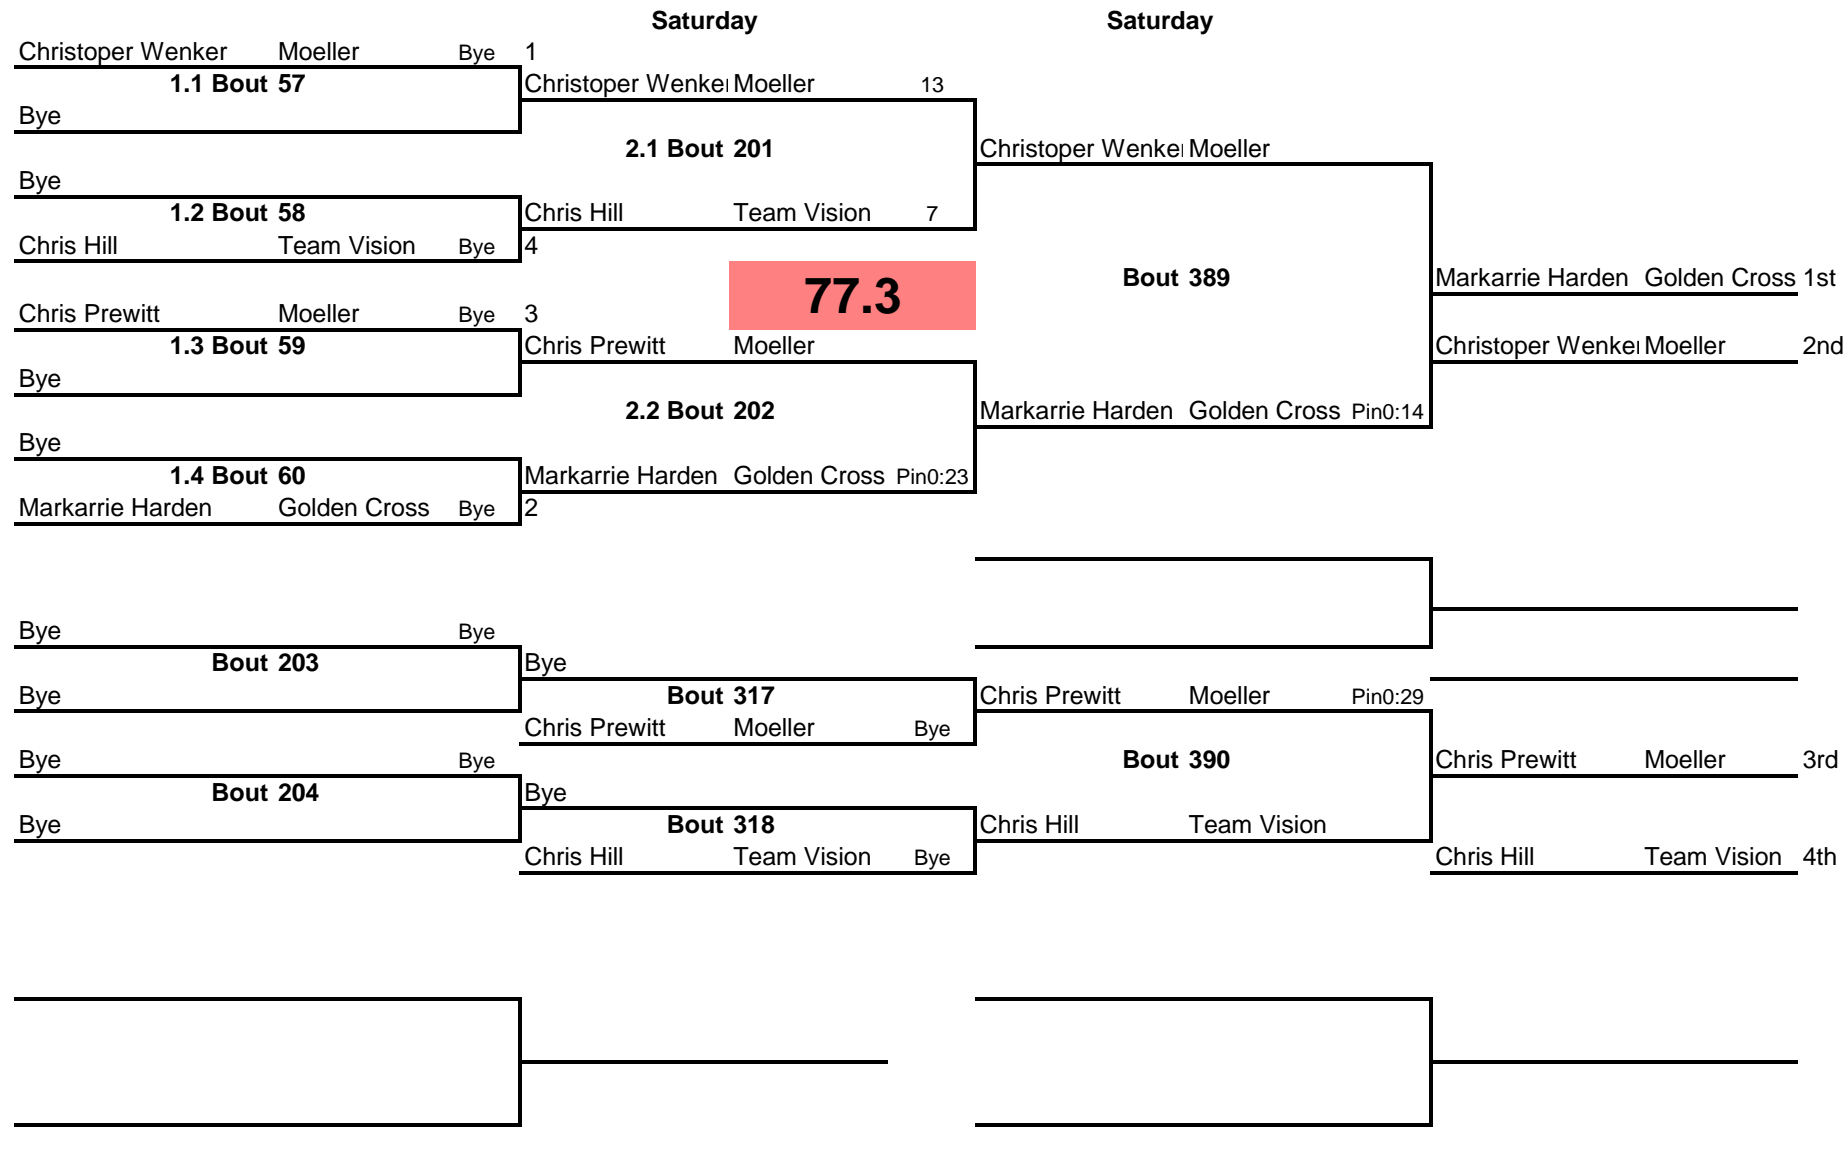 Saturday Saturday
Christoper Wenker Moeller Bye 1
1.1 Bout 57 Christoper Wenker Moeller 13
Bye
2.1 Bout 201 Christoper Wenker Moeller
Bye
1.2 Bout 58 Chris Hill Team Vision 7
Chris Hill Team Vision Bye 4
77.3 Bout 389 Markarrie Harden Golden Cross 1st
Chris Prewitt Moeller Bye 3
1.3 Bout 59 Chris Prewitt Moeller Christoper Wenker Moeller 2nd
Bye
2.2 Bout 202 Markarrie Harden Golden Cross Pin0:14
Bye
1.4 Bout 60 Markarrie Harden Golden Cross Pin0:23
Markarrie Harden Golden Cross Bye 2
Bye Bye
Bout 203 Bye
Bye Bout 317 Chris Prewitt Moeller Pin0:29
Chris Prewitt Moeller Bye
Bye Bye Bout 390 Chris Prewitt Moeller 3rd
Bout 204 Bye
Bye Bout 318 Chris Hill Team Vision
Chris Hill Team Vision Bye Chris Hill Team Vision 4th